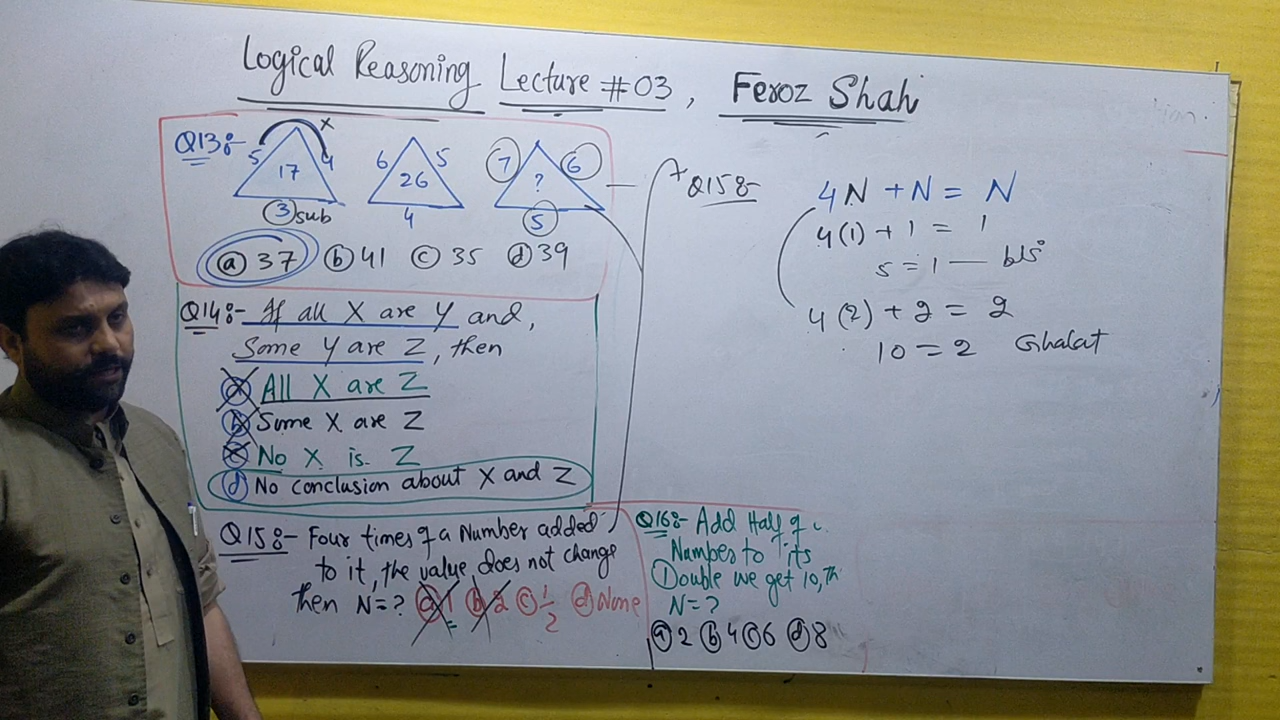 Logical Reasoning Lecture #03, Feroz Shah
Q13:-
5 17 4 x
3 sub
6 26 5
4
7 ? 6
5
(a) 37 (b) 41 (c) 35 (d) 39
Q14:- If all X are Y and,
Some Y are Z, then
(a) All X are Z
(b) Some X are Z
(c) No X is Z
(d) No conclusion about X and Z
Q15:- Four times of a Number added
to it, the value does not change
then N=? (a) 1 (b) 2 (c) 1/2 (d) None
Q16:- Add Half of
Number to its
Double we get 10, th
N=?
(a) 2 (b) 4 (c) 6 (d) 8
Q15:-
4N + N = N
4(1) + 1 = 1
5 = 1 —
4(2) + 2 = 2
10 = 2 Ghalat